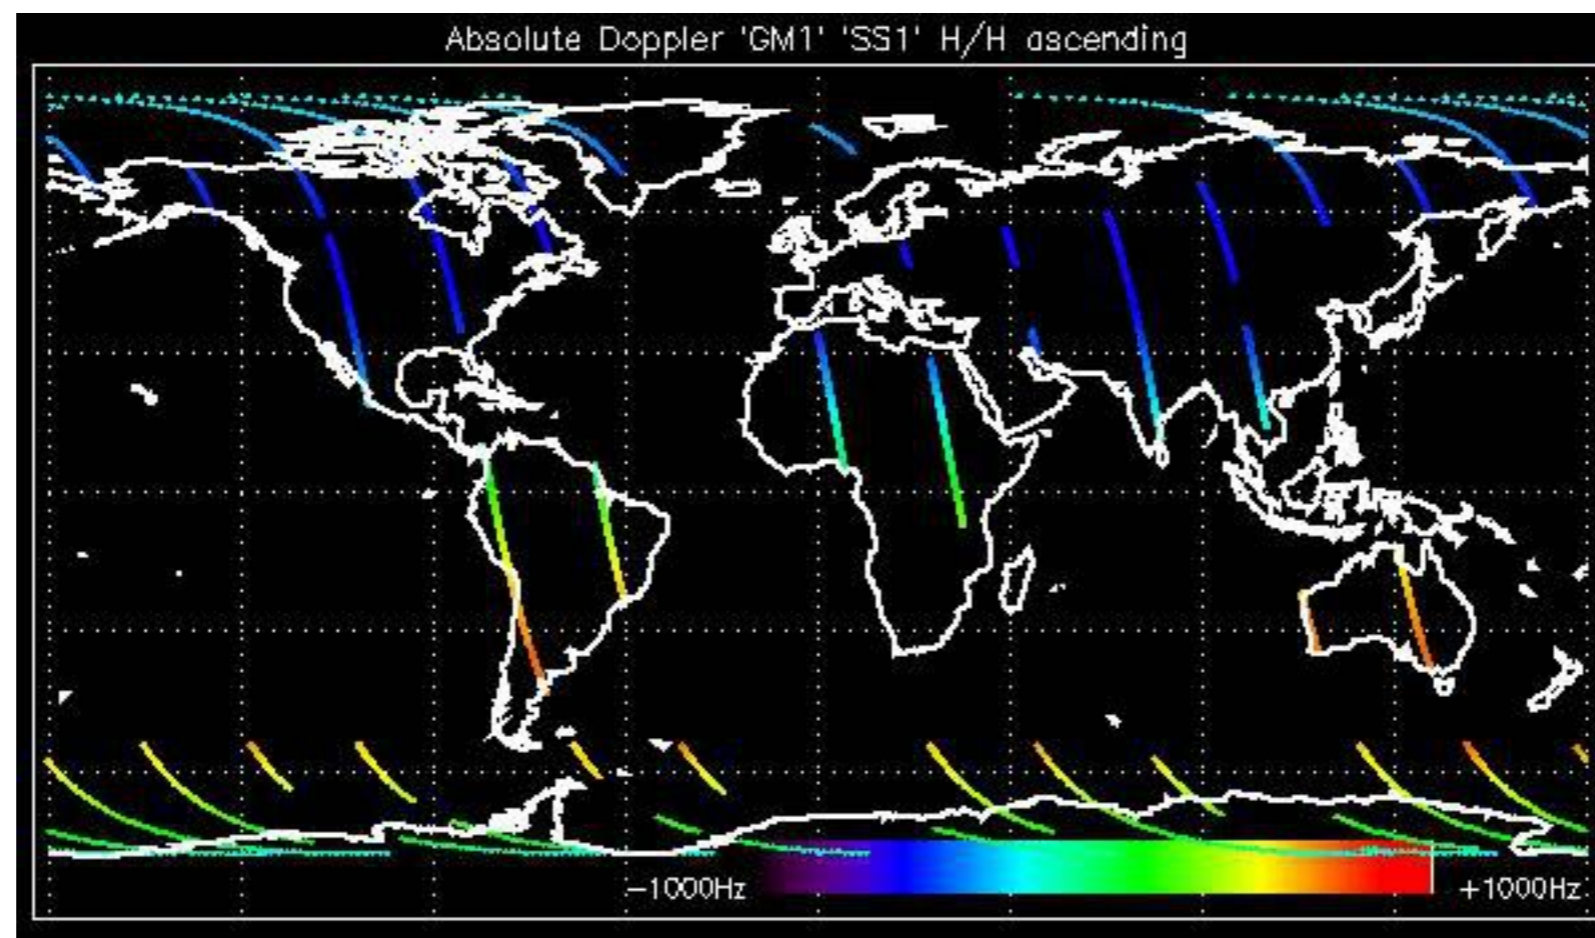 Absolute Doppler 'GM1' 'SS1' H/H ascending
−1000Hz
+1000Hz